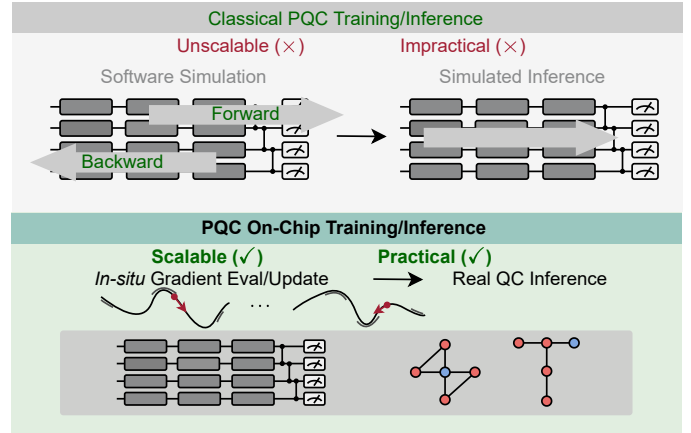 Classical PQC Training/Inference
Unscalable (×) Impractical (×)
Software Simulation Simulated Inference
Forward
Backward
PQC On-Chip Training/Inference
Scalable (✓) Practical (✓)
In-situ Gradient Eval/Update Real QC Inference
· · ·